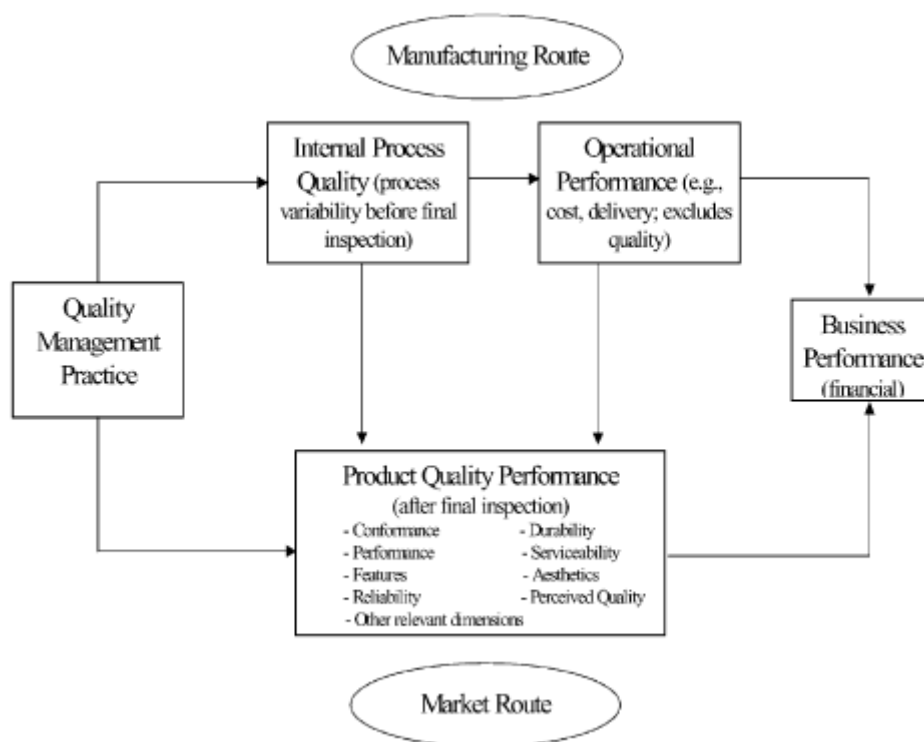 Manufacturing Route
Internal Process
Quality (process
variability before final
inspection)
Operational
Performance (e.g.,
cost, delivery; excludes
quality)
Quality
Management
Practice
Business
Performance
(financial)
Product Quality Performance
(after final inspection)
- Conformance
- Durability
- Performance
- Serviceability
- Features
- Aesthetics
- Reliability
- Perceived Quality
- Other relevant dimensions
Market Route